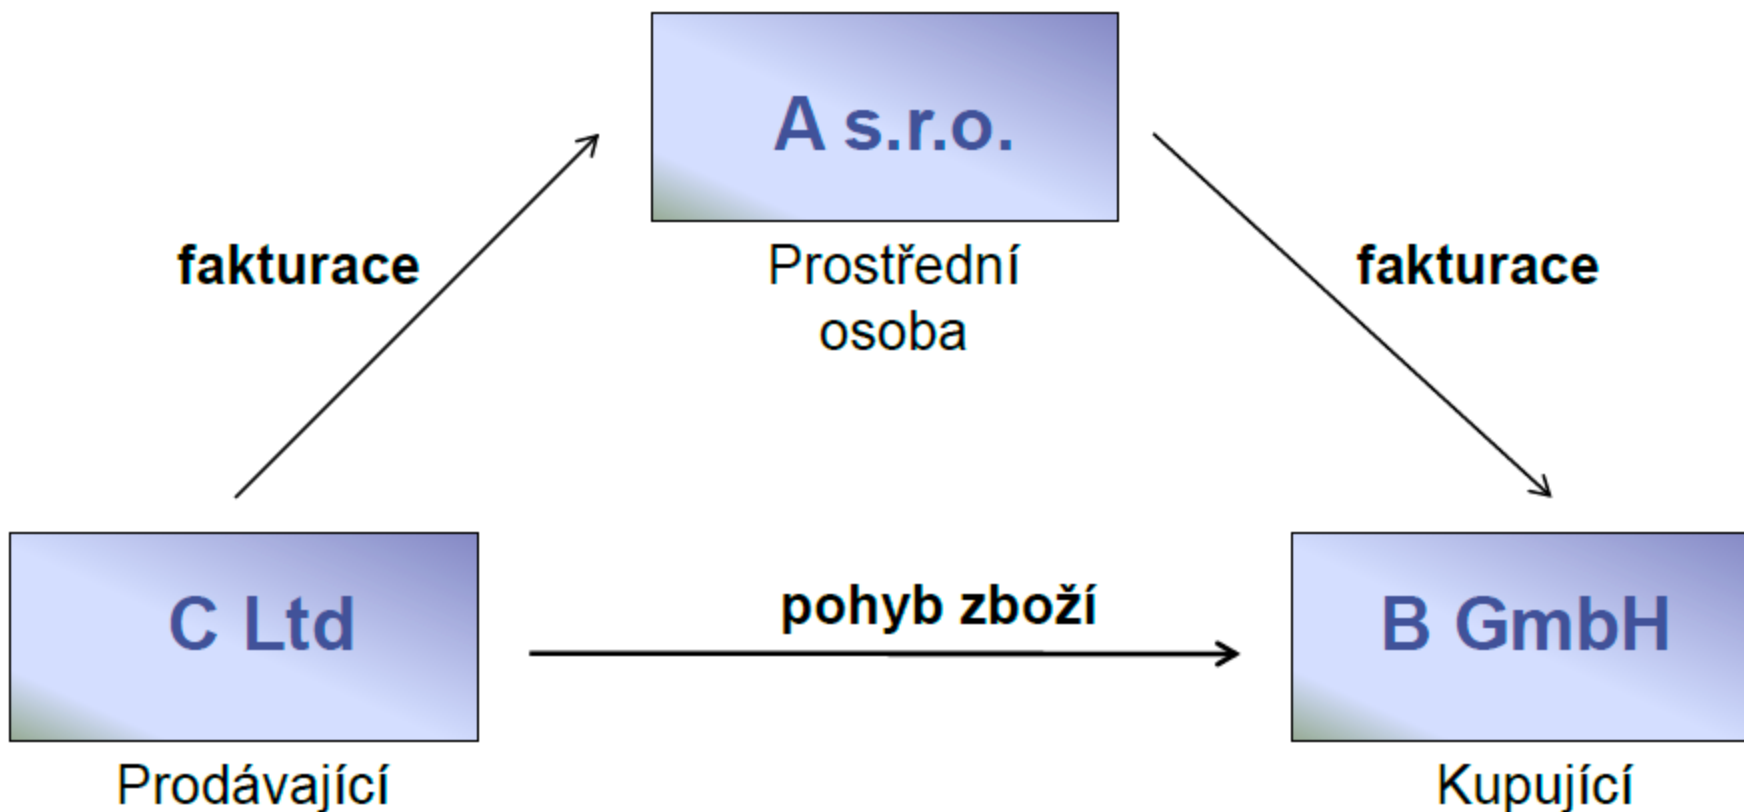 A s.r.o.
Prostřední
osoba
fakturace
fakturace
C Ltd
Prodávající
pohyb zboží
B GmbH
Kupující